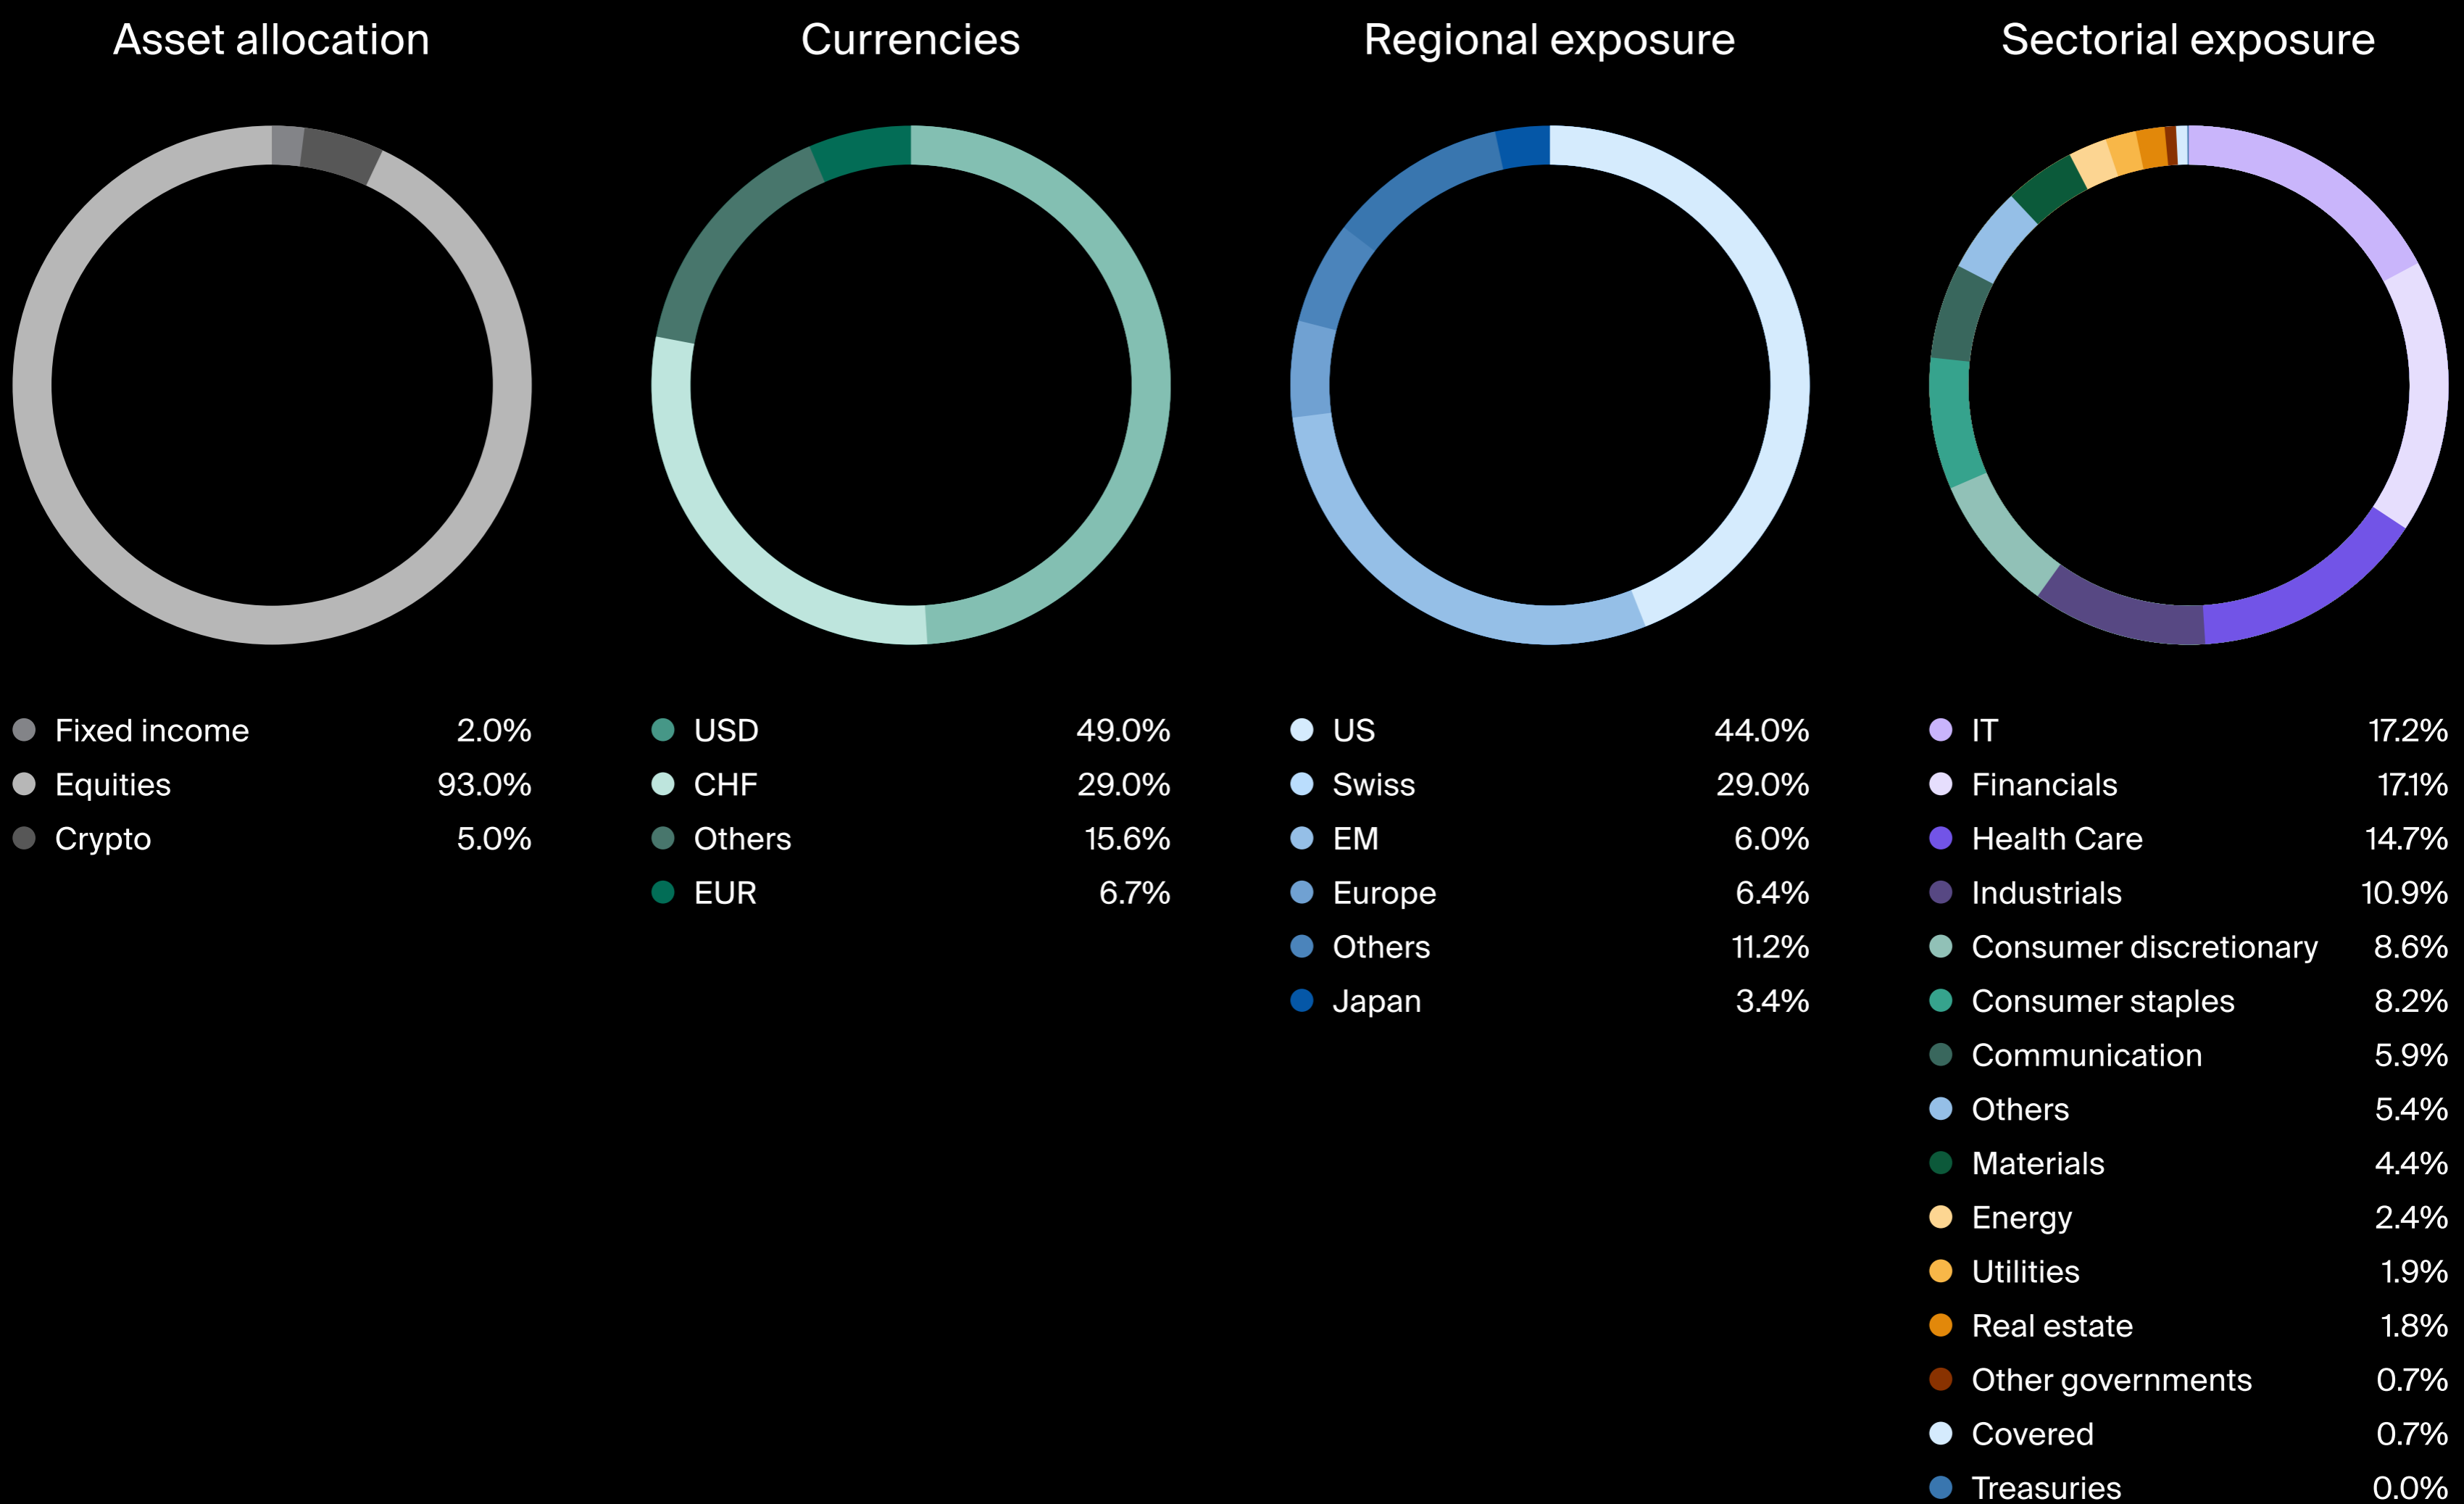 Asset allocation
Fixed income 2.0%
Equities 93.0%
Crypto 5.0%
Currencies
USD 49.0%
CHF 29.0%
Others 15.6%
EUR 6.7%
Regional exposure
US 44.0%
Swiss 29.0%
EM 6.0%
Europe 6.4%
Others 11.2%
Japan 3.4%
Sectorial exposure
IT 17.2%
Financials 17.1%
Health Care 14.7%
Industrials 10.9%
Consumer discretionary 8.6%
Consumer staples 8.2%
Communication 5.9%
Others 5.4%
Materials 4.4%
Energy 2.4%
Utilities 1.9%
Real estate 1.8%
Other governments 0.7%
Covered 0.7%
Treasuries 0.0%